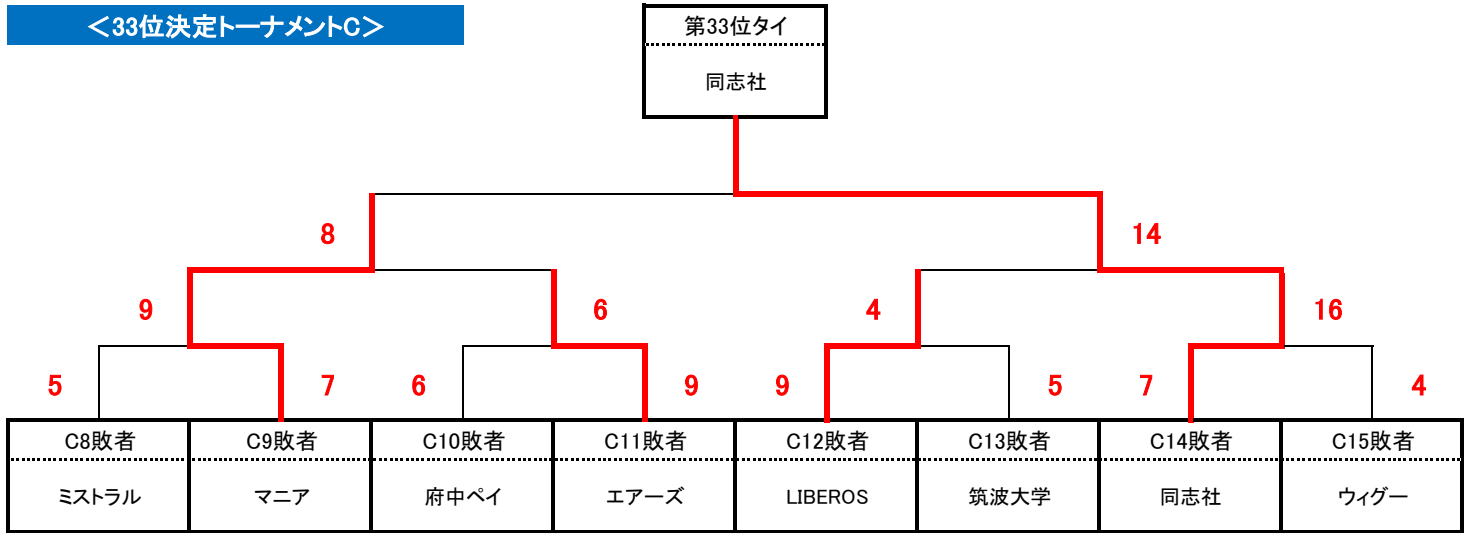 ＜33位決定トーナメントC＞
第33位タイ
同志社
8 14
9 6 4 16
5 7 6 9 9 5 7 4
C8敗者 C9敗者 C10敗者 C11敗者 C12敗者 C13敗者 C14敗者 C15敗者
ミストラル マニア 府中ペイ エアーズ LIBEROS 筑波大学 同志社 ウィグー